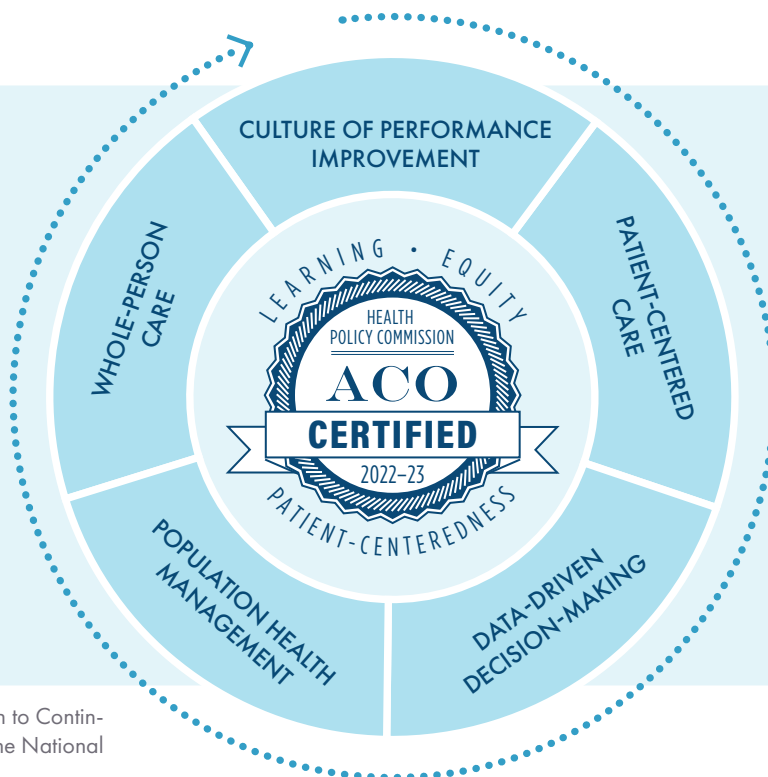 CULTURE OF PERFORMANCE
IMPROVEMENT
PATIENT-CENTERED
CARE
DATA-DRIVEN
DECISION-MAKING
POPULATION HEALTH
MANAGEMENT
WHOLE-PERSON
CARE
LEARNING • EQUITY
HEALTH
POLICY COMMISSION
ACO
CERTIFIED
2022–23
PATIENT-CENTEREDNESS
to Contin-
National